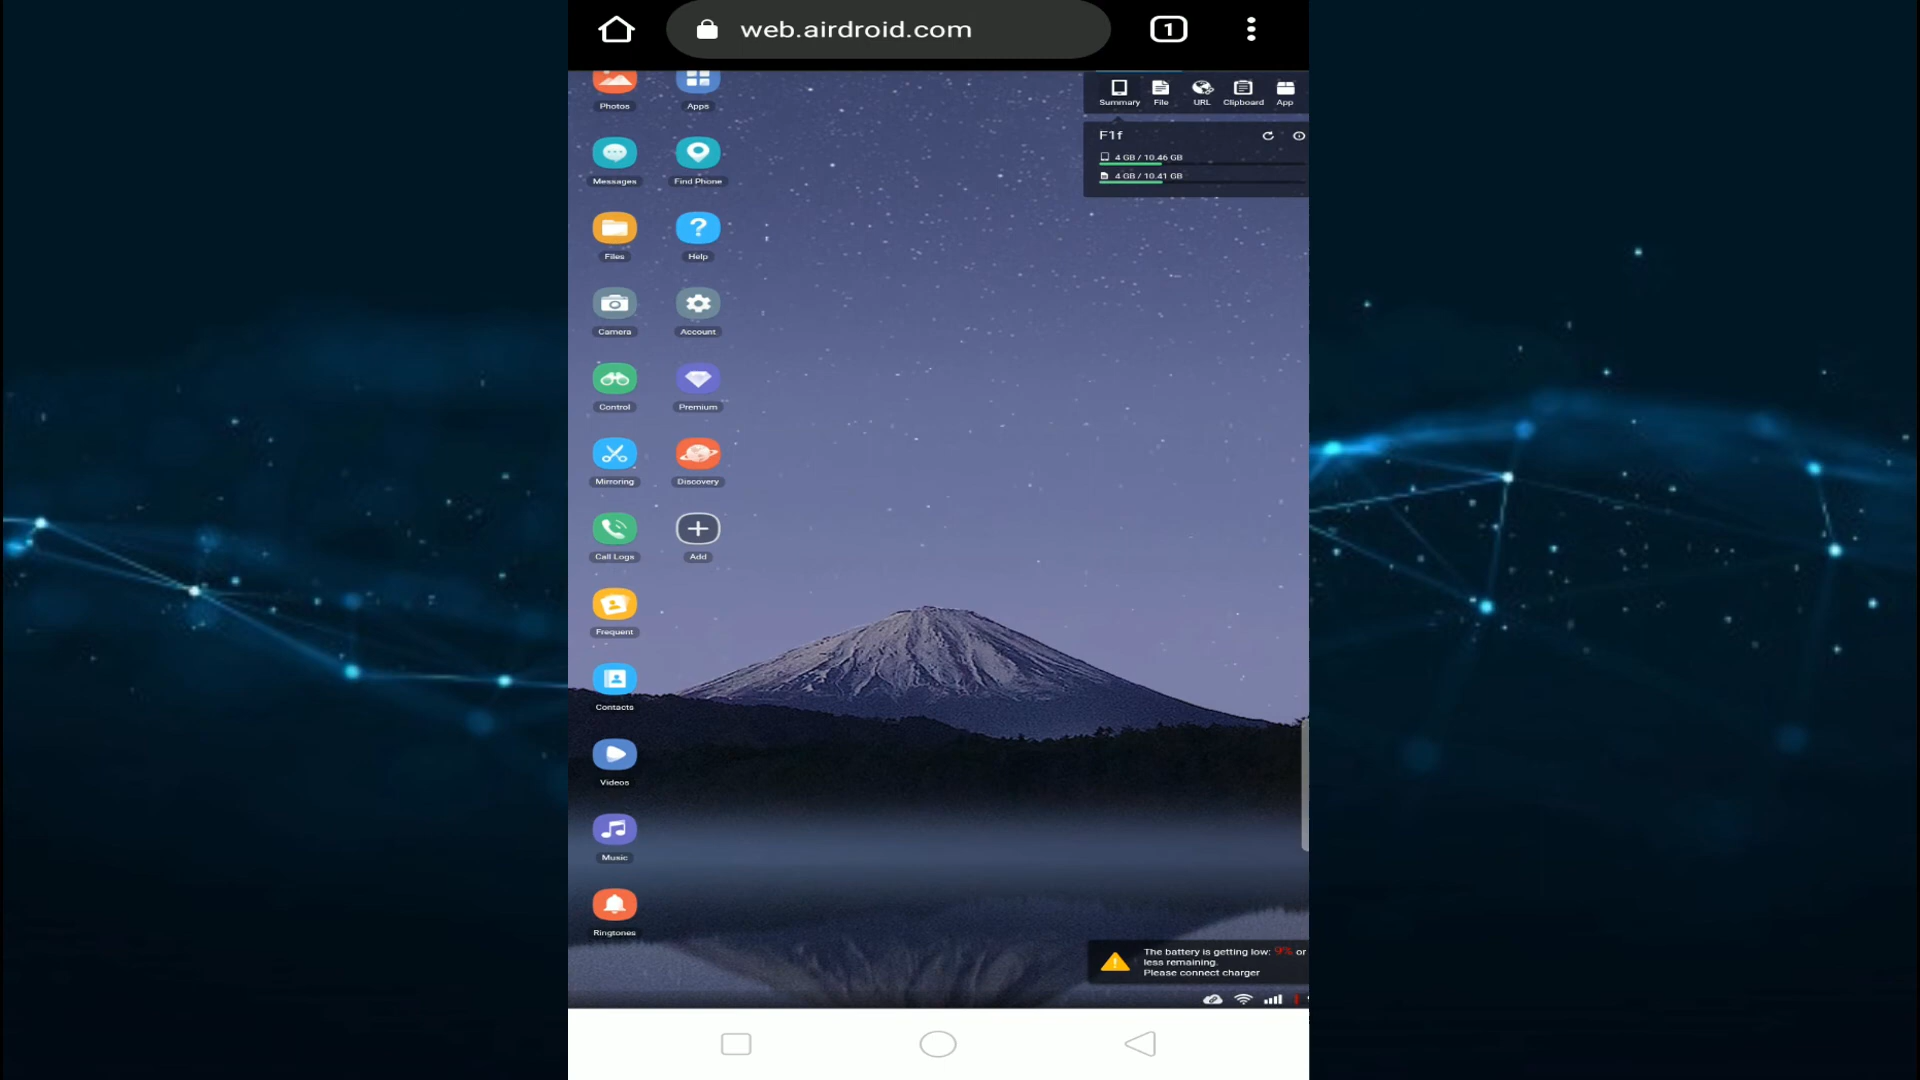 web.airdroid.com
1
Photos
Apps
Summary
File
URL
Clipboard
App
F1f
4 GB / 10.46 GB
4 GB / 10.41 GB
Messages
Find Phone
Files
Help
Camera
Account
Control
Premium
Mirroring
Discovery
Call Logs
Add
Frequent
Contacts
Videos
Music
Ringtones
The battery is getting low: 9% or
less remaining.
Please connect charger